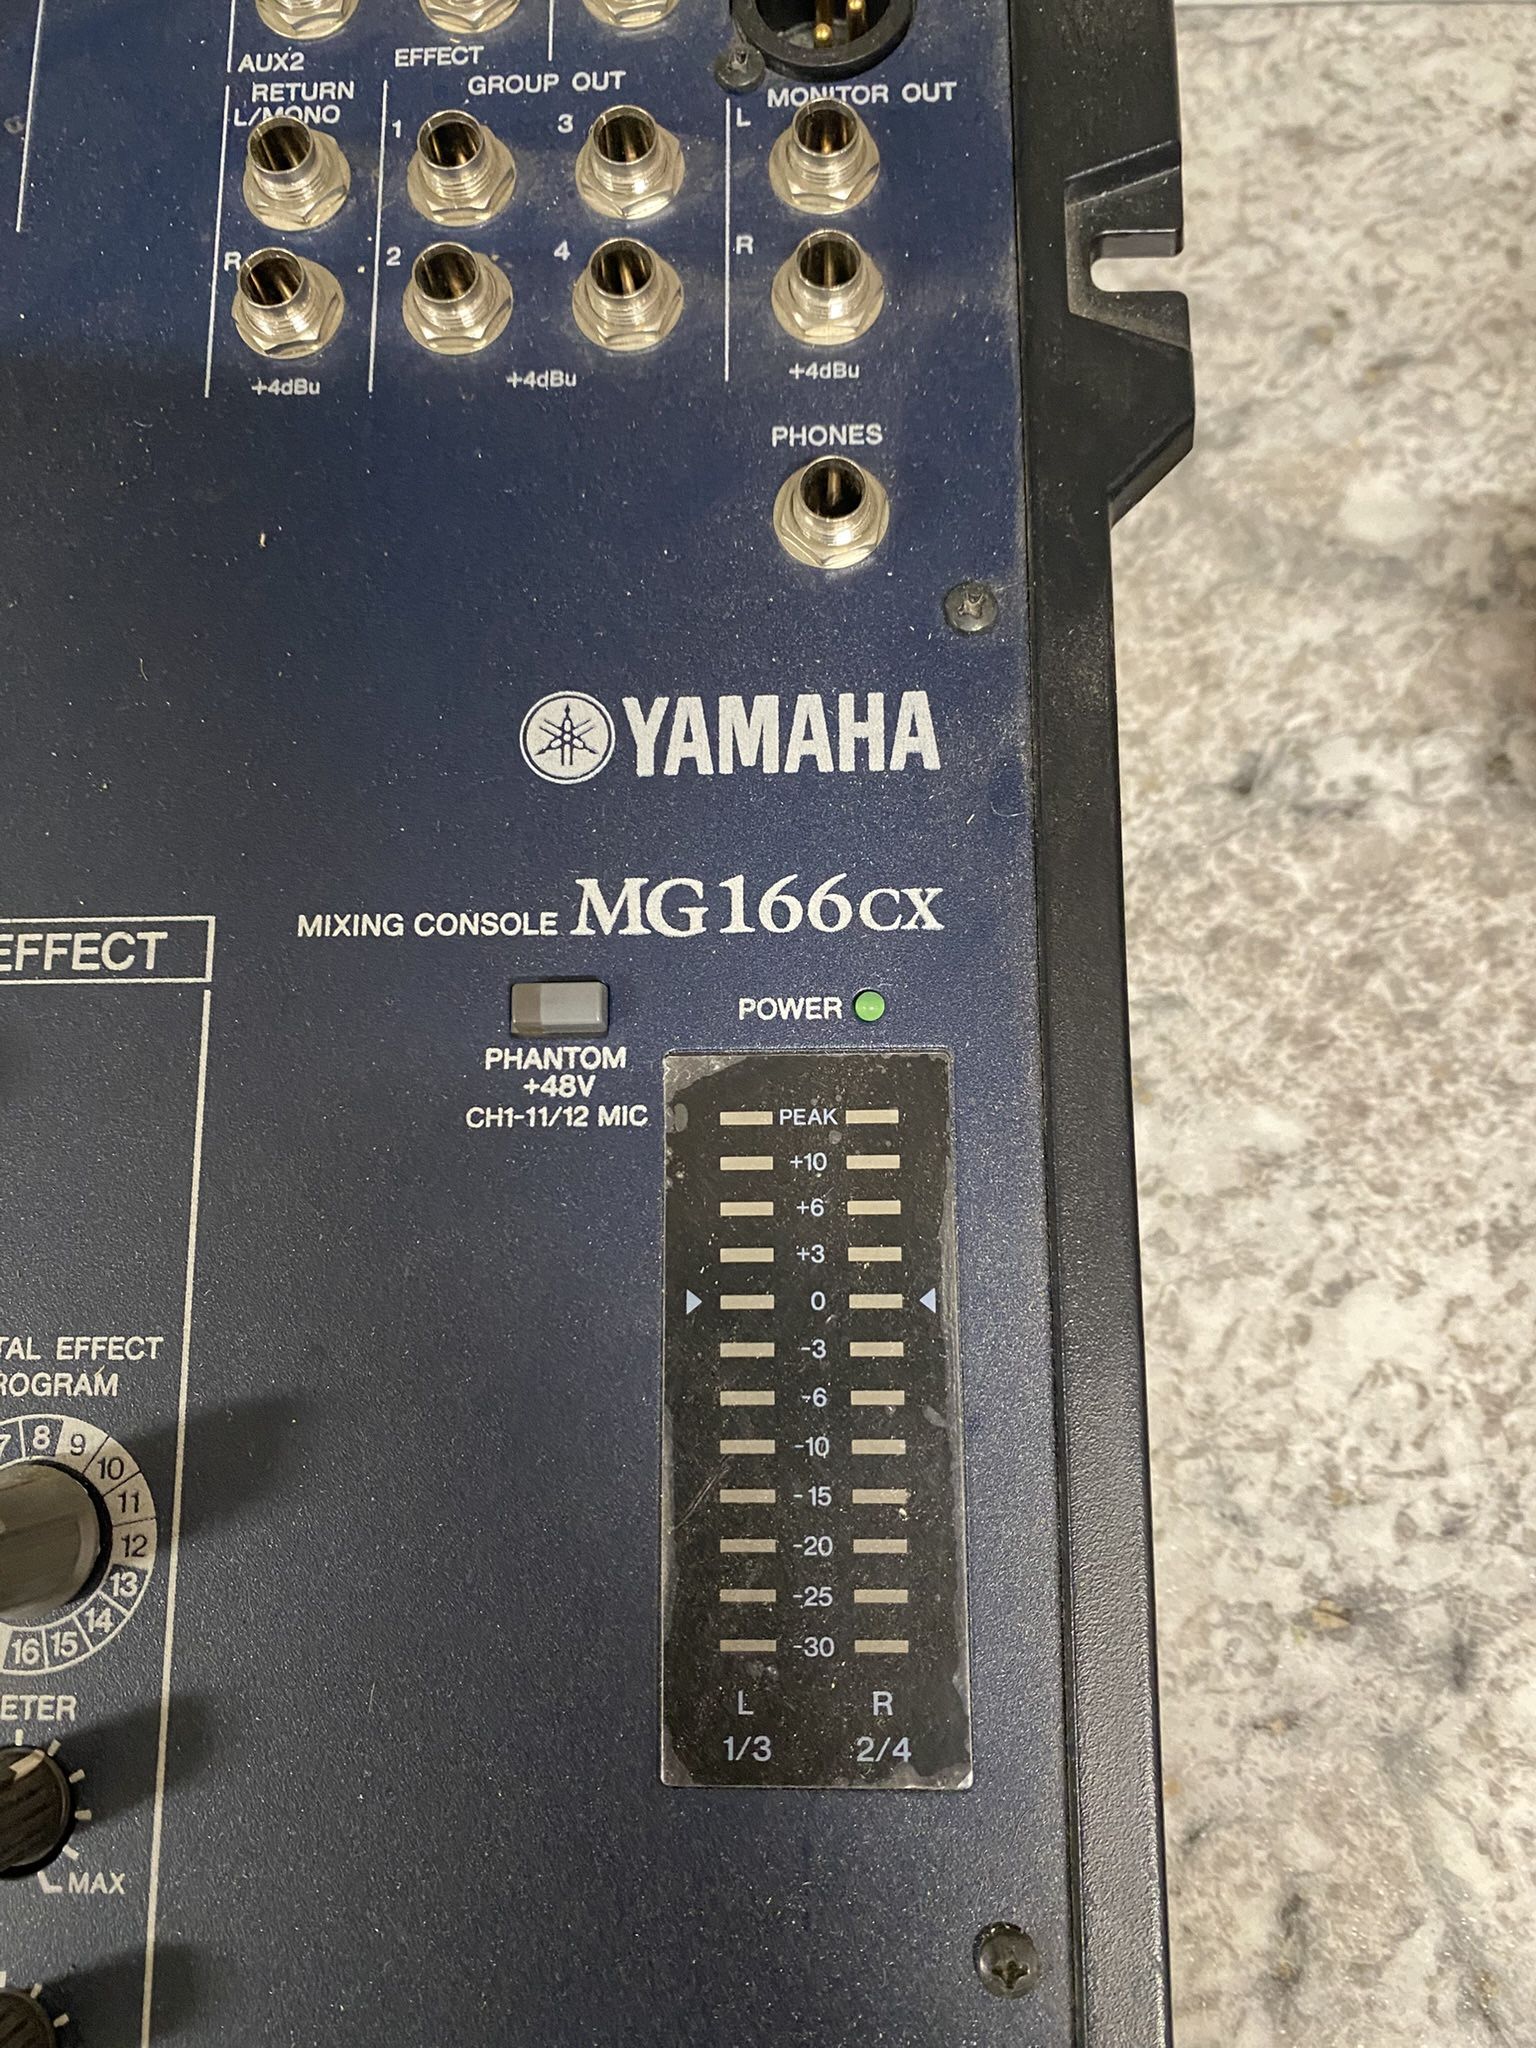 AUX2 EFFECT
RETURN GROUP OUT MONITOR OUT
L/MONO 1 3 L
R 2 4 R
+4dBu +4dBu +4dBu
PHONES
YAMAHA
MIXING CONSOLE MG166CX
EFFECT
POWER
PHANTOM
+48V
CH1-11/12 MIC
PEAK
+10
+6
+3
0
-3
-6
-10
-15
-20
-25
-30
L R
1/3 2/4
TAL EFFECT
ROGRAM
7 8 9 10 11 12 13 14 15 16
ETER
MAX